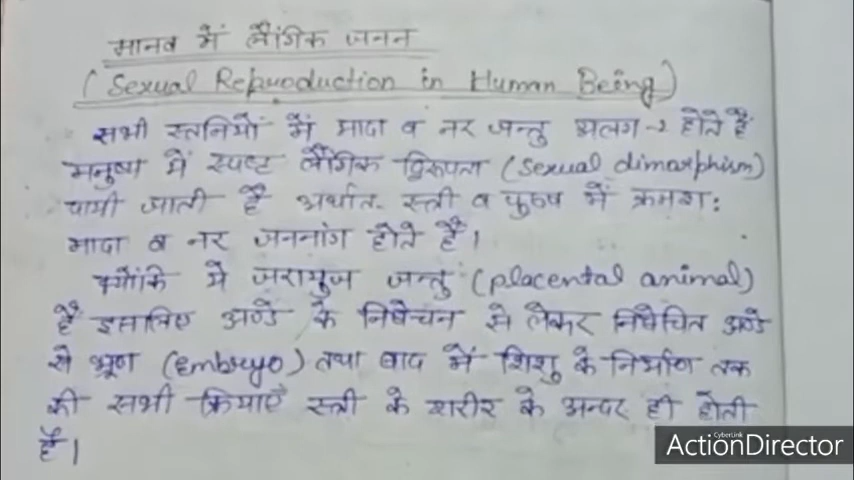 मानव में लैंगिक जनन
(Sexual Reproduction in Human Being)
सभी स्तनियों में मादा व नर जन्तु अलग-2 होते हैं
मनुष्य में स्पष्ट लैंगिक द्विरूपता (sexual dimorphism)
पायी जाती है अर्थात स्त्री व पुरुष में क्रमश:
मादा व नर जननांग होते हैं।
क्योंकि ये जरायुज जन्तु (placental animal)
हैं इसलिए अण्डे के निषेचन से लेकर निषेचित अण्डे
से भ्रूण (embryo) तथा बाद में शिशु के निर्माण तक
की सभी क्रियाएँ स्त्री के शरीर के अन्दर ही होती
है।
CyberLink
ActionDirector